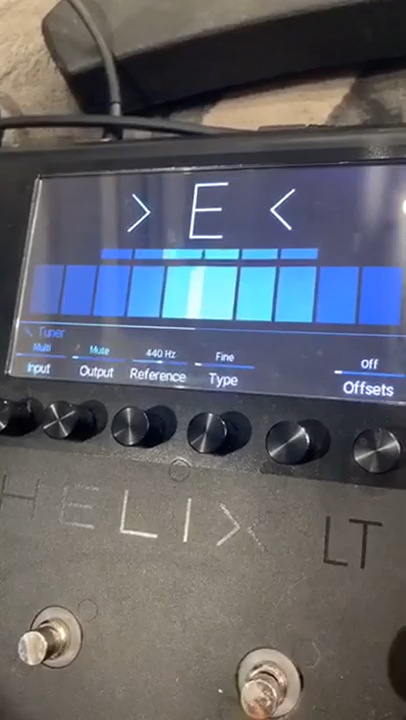 > E <
Tuner
Multi Mute 440 Hz Fine Off
Input Output Reference Type Offsets
HELIX LT